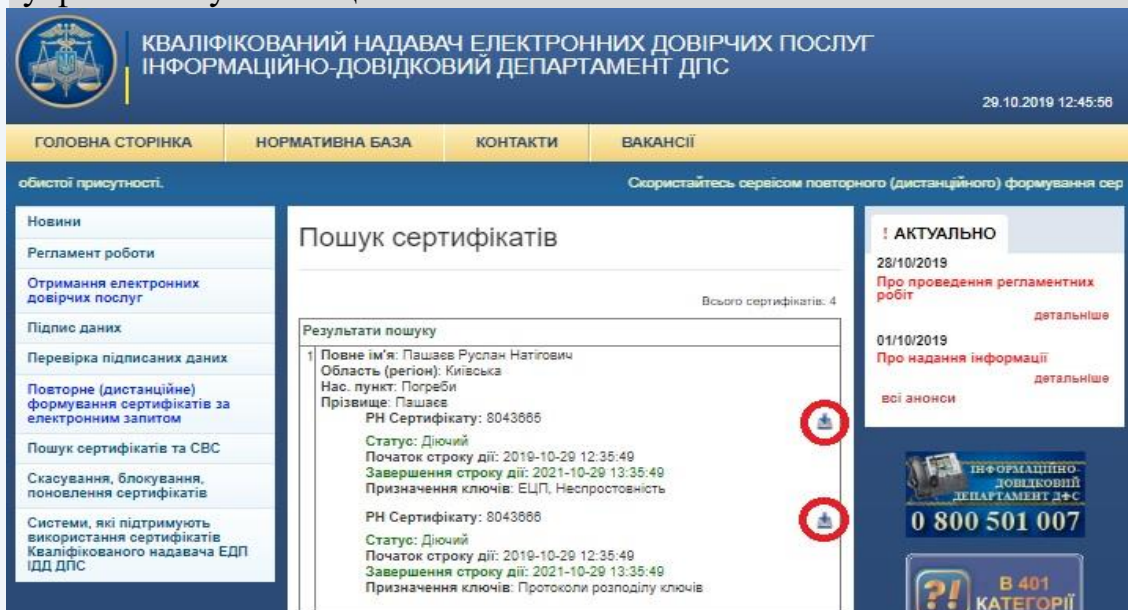 КВАЛІФІКОВАНИЙ НАДАВАЧ ЕЛЕКТРОННИХ ДОВІРЧИХ ПОСЛУГ
ІНФОРМАЦІЙНО-ДОВІДКОВИЙ ДЕПАРТАМЕНТ ДПС
29.10.2019 12:45:56
ГОЛОВНА СТОРІНКА НОРМАТИВНА БАЗА КОНТАКТИ ВАКАНСІЇ
обистої присутності. Скористайтесь сервісом повторного (дистанційного) формування сер
Новини
Регламент роботи
Отримання електронних
довірчих послуг
Підпис даних
Перевірка підписаних даних
Повторне (дистанційне)
формування сертифікатів за
електронним запитом
Пошук сертифікатів та СВС
Скасування, блокування,
поновлення сертифікатів
Системи, які підтримують
використання сертифікатів
Кваліфікованого надавача ЕДП
ІДД ДПС
Пошук сертифікатів
Всього сертифікатів: 4
Результати пошуку
1 Повне ім'я: Пашаєв Руслан Натігович
Область (регіон): Київська
Нас. пункт: Погреби
Прізвище: Пашаєв
РН Сертифікату: 8043665
Статус: Діючий
Початок строку дії: 2019-10-29 12:35:49
Завершення строку дії: 2021-10-29 13:35:49
Призначення ключів: ЕЦП, Неспростовність
РН Сертифікату: 8043666
Статус: Діючий
Початок строку дії: 2019-10-29 12:35:49
Завершення строку дії: 2021-10-29 13:35:49
Призначення ключів: Протоколи розподілу ключів
! АКТУАЛЬНО
28/10/2019
Про проведення регламентних
робіт
детальніше
01/10/2019
Про надання інформації
детальніше
всі анонси
ІНФОРМАЦІЙНО-
ДОВІДКОВИЙ
ДЕПАРТАМЕНТ ДФС
0 800 501 007
?! В 401
КАТЕГОРІЇ